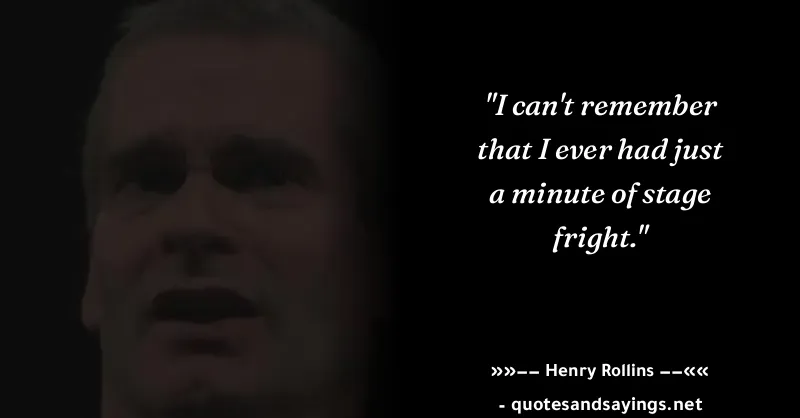 "I can't remember
that I ever had just
a minute of stage
fright."
»»−− Henry Rollins −−««
- quotesandsayings.net